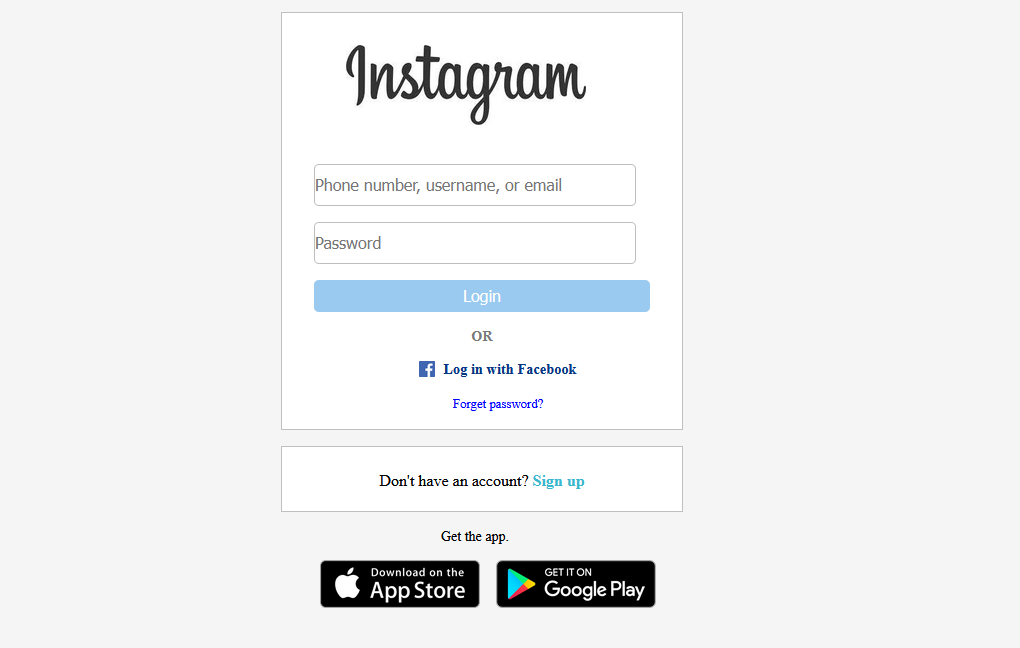 Instagram
Phone number, username, or email
Password
Login
OR
Log in with Facebook
Forget password?
Don't have an account? Sign up
Get the app.
Download on the
App Store
GET IT ON
Google Play